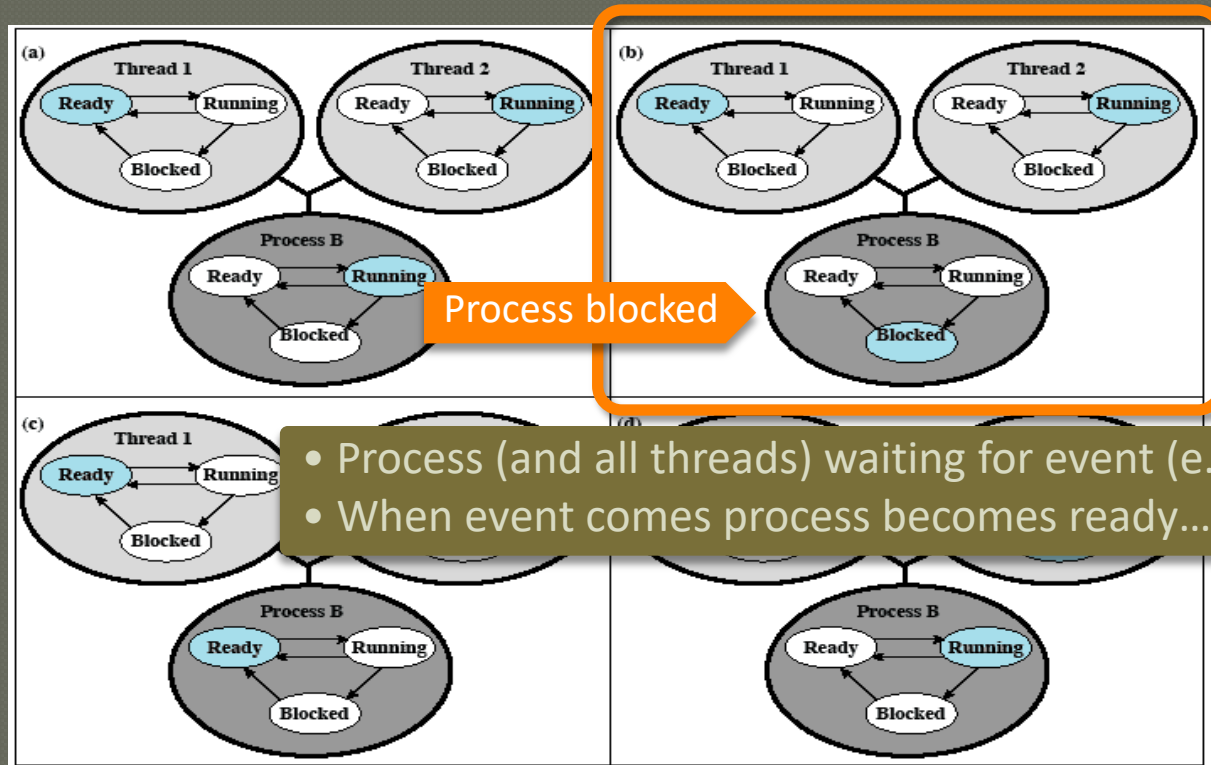 (a)
Thread 1
Thread 2
Ready
Running
Ready
Running
Blocked
Blocked
Process B
Ready
Running
Blocked
(b)
Thread 1
Thread 2
Ready
Running
Ready
Running
Blocked
Blocked
Process B
Ready
Running
Blocked
Process blocked
(c)
Thread 1
Ready
Running
Blocked
(d)
• Process (and all threads) waiting for event (e.
• When event comes process becomes ready...
Process B
Ready
Running
Blocked
Process B
Ready
Running
Blocked